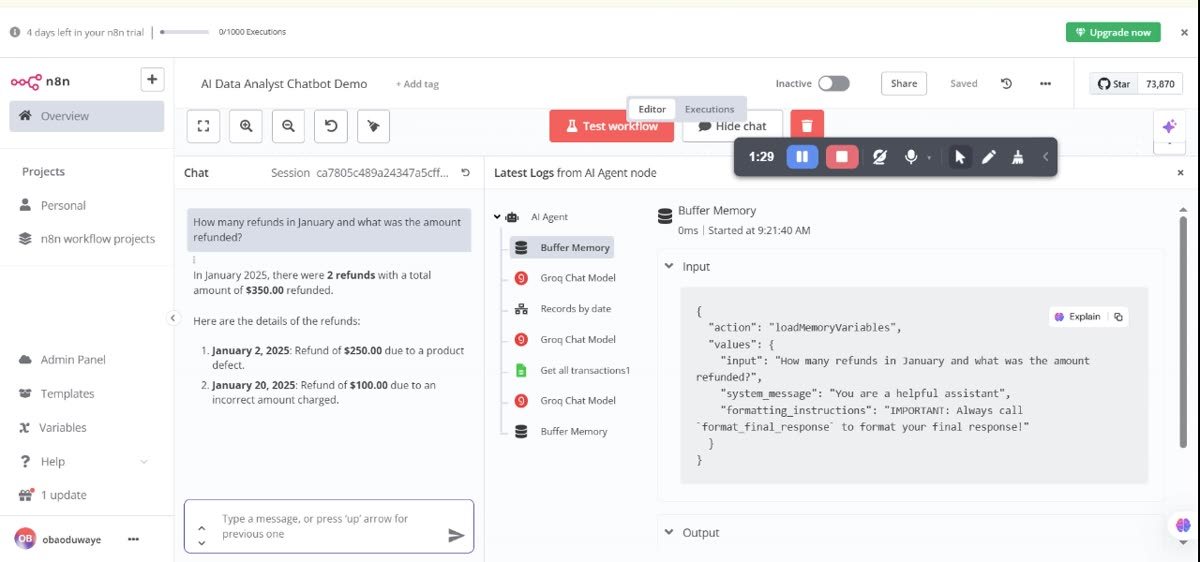 4 days left in your n8n trial
0/1000 Executions
Upgrade now
n8n
AI Data Analyst Chatbot Demo
+ Add tag
Inactive
Share
Saved
Star
73,870
Overview
Editor
Executions
Test workflow
Hide chat
1:29
Projects
Personal
n8n workflow projects
Admin Panel
Templates
Variables
Help
1 update
OB
obaoduwaye
Chat
Session ca7805c489a24347a5cff...
How many refunds in January and what was the amount
refunded?
In January 2025, there were 2 refunds with a total
amount of $350.00 refunded.
Here are the details of the refunds:
1. January 2, 2025: Refund of $250.00 due to a product
defect.
2. January 20, 2025: Refund of $100.00 due to an
incorrect amount charged.
Type a message, or press 'up' arrow for
previous one
Latest Logs from AI Agent node
AI Agent
Buffer Memory
Groq Chat Model
Records by date
Groq Chat Model
Get all transactions1
Groq Chat Model
Buffer Memory
Buffer Memory
0ms | Started at 9:21:40 AM
Input
Explain
{
"action": "loadMemoryVariables",
"values": {
"input": "How many refunds in January and what was the amount
refunded?",
"system_message": "You are a helpful assistant",
"formatting_instructions": "IMPORTANT: Always call
`format_final_response` to format your final response!"
}
}
Output